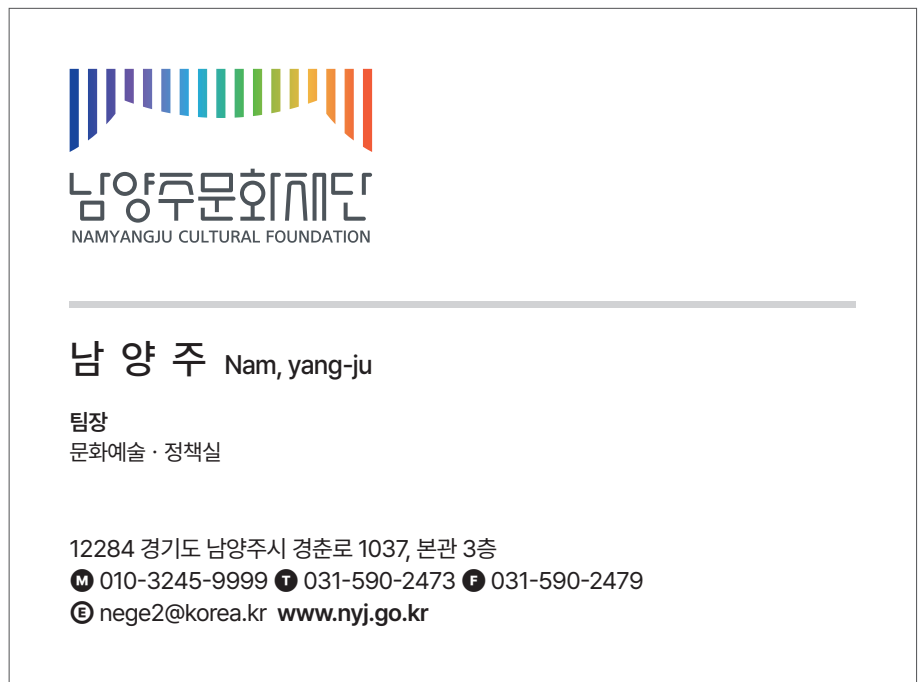 남양주문화재단
NAMYANGJU CULTURAL FOUNDATION
남 양 주 Nam, yang-ju
팀장
문화예술 · 정책실
12284 경기도 남양주시 경춘로 1037, 본관 3층
M 010-3245-9999 T 031-590-2473 F 031-590-2479
E nege2@korea.kr www.nyj.go.kr